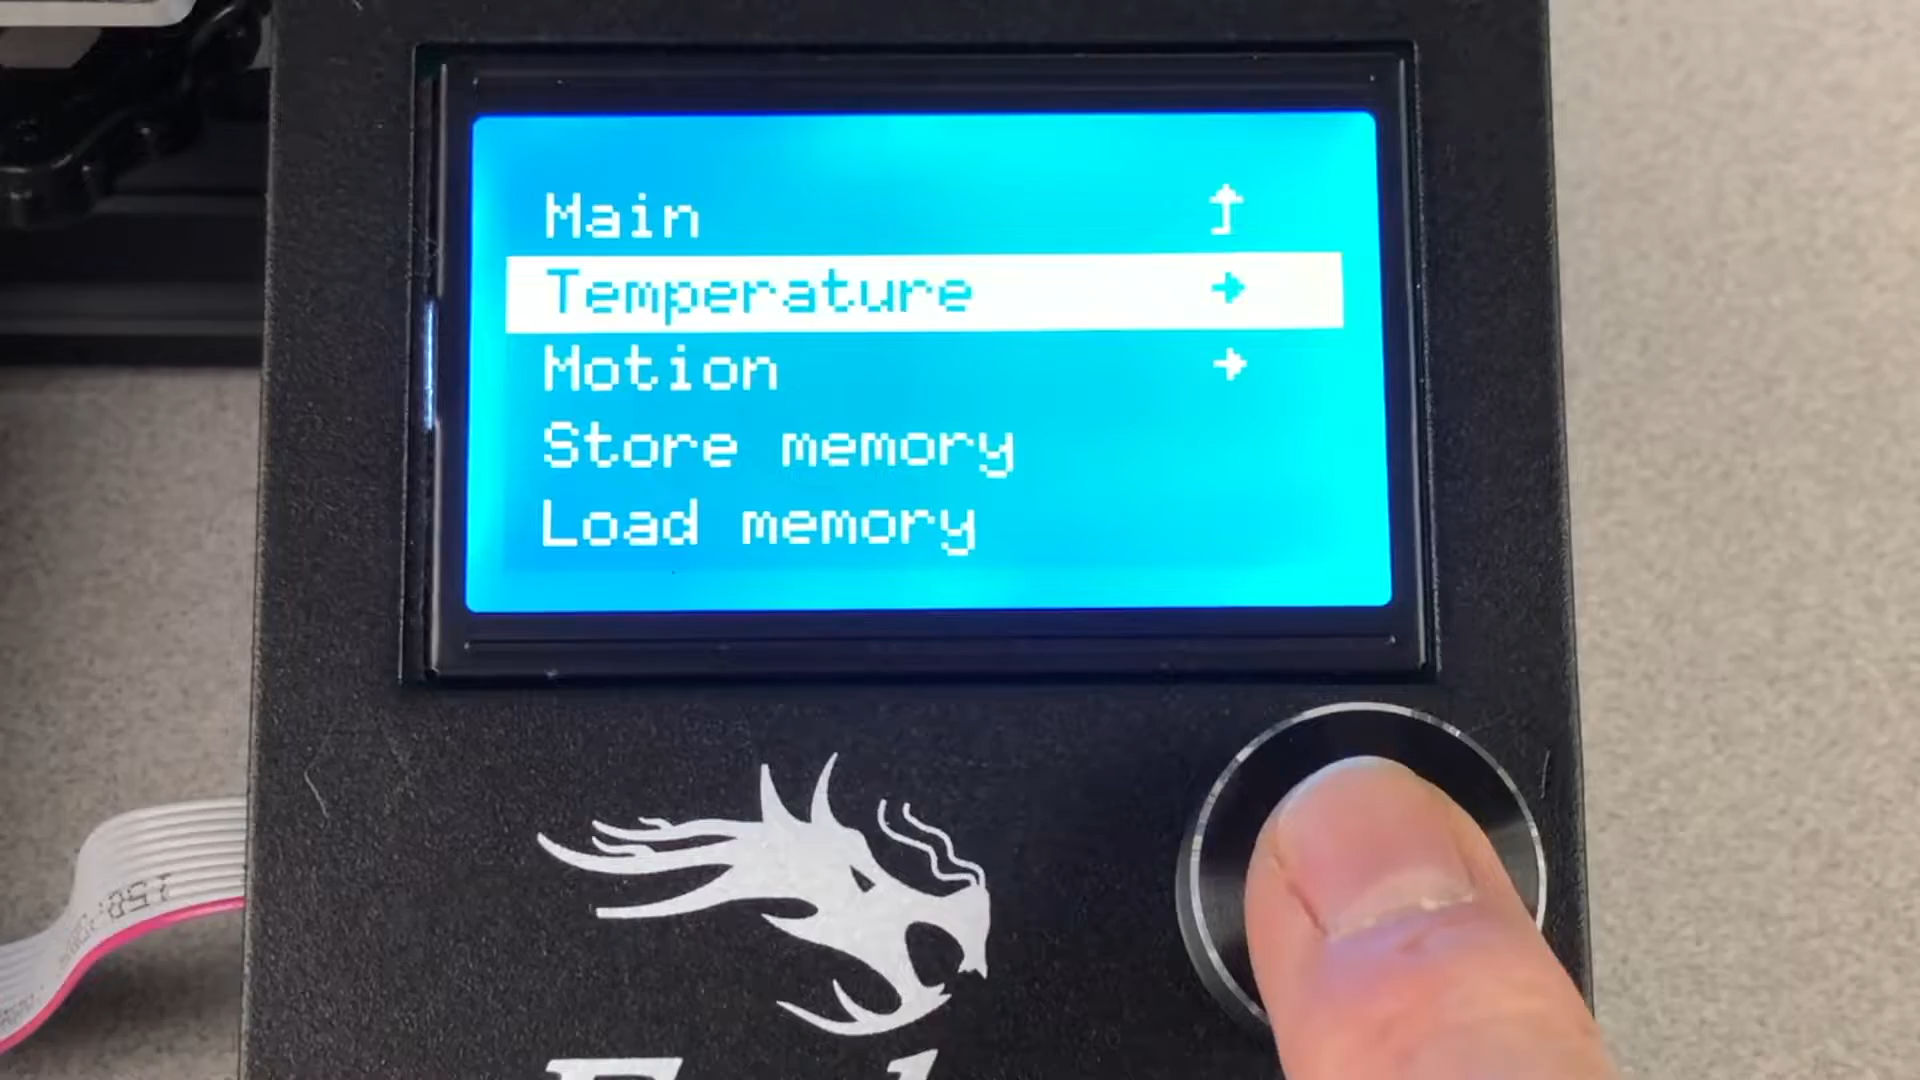 Main
Temperature
Motion
Store memory
Load memory